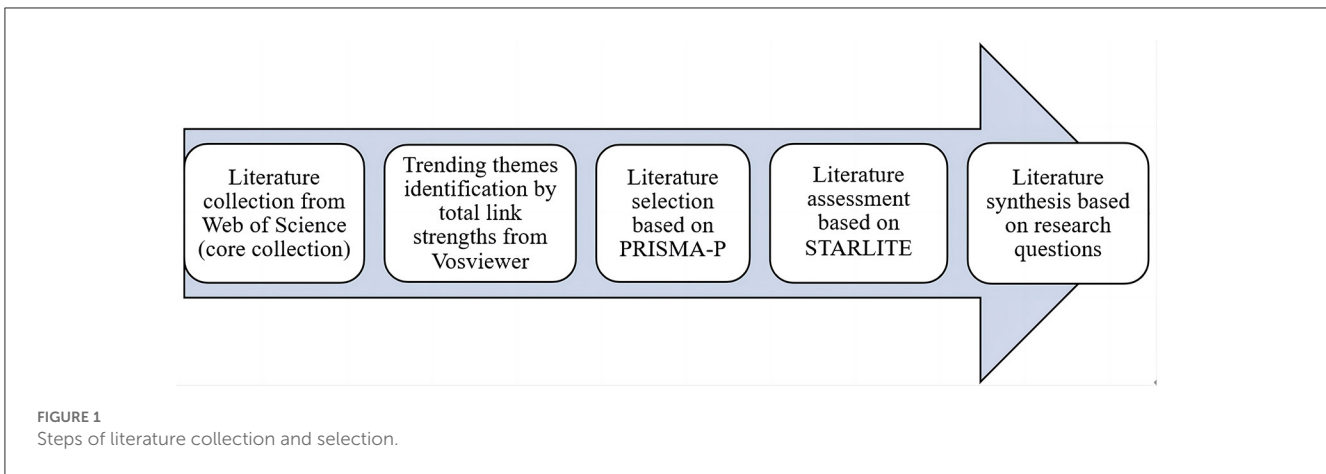 Literature
collection from
Web of Science
(core collection)
Trending themes
identification by
total link
strengths from
Vosviewer
Literature
selection
based on
PRISMA-P
Literature
assessment
based on
STARLITE
Literature
synthesis based
on research
questions
FIGURE 1
Steps of literature collection and selection.